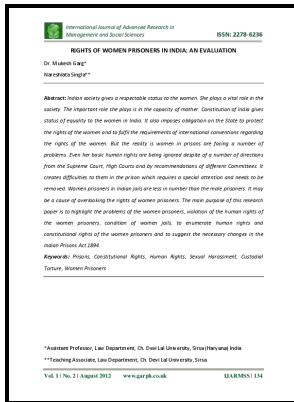 International Journal of Advanced Research in
Management and Social Sciences ISSN: 2278-6236
RIGHTS OF WOMEN PRISONERS IN INDIA: AN EVALUATION
Dr. Mukesh Garg*
Nareshlata Singla**
Abstract: Indian society gives a respectable status to the women. She plays a vital role in the
society. The important role she plays is in the capacity of mother. Constitution of India gives
status of equality to the women in India. It also imposes obligation on the State to protect
the rights of the women and to fulfil the requirements of international conventions regarding
the rights of the women. But the reality is women in prisons are facing a number of
problems. Even her basic human rights are being ignored despite of a number of directions
from the Supreme Court, High Courts and by recommendations of different Committees. It
creates difficulties to them in the prison which requires a special attention and needs to be
removed. Women prisoners in Indian jails are less in number than the male prisoners. It may
be a cause of overlooking the rights of women prisoners. The main purpose of this research
paper is to highlight the problems of the women prisoners, violation of the human rights of
the women prisoners, condition of women jails, to enumerate human rights and
constitutional rights of the women prisoners and to suggest the necessary changes in the
Indian Prisons Act 1894.
Keywords: Prisons, Constitutional Rights, Human Rights, Sexual Harassment, Custodial
Torture, Women Prisoners
*Assistant Professor, Law Department, Ch. Devi Lal University, Sirsa (Haryana) India
**Teaching Associate, Law Department, Ch. Devi Lal University, Sirsa
Vol. 1 | No. 2 | August 2012 www.garph.co.uk IJARMSS | 134